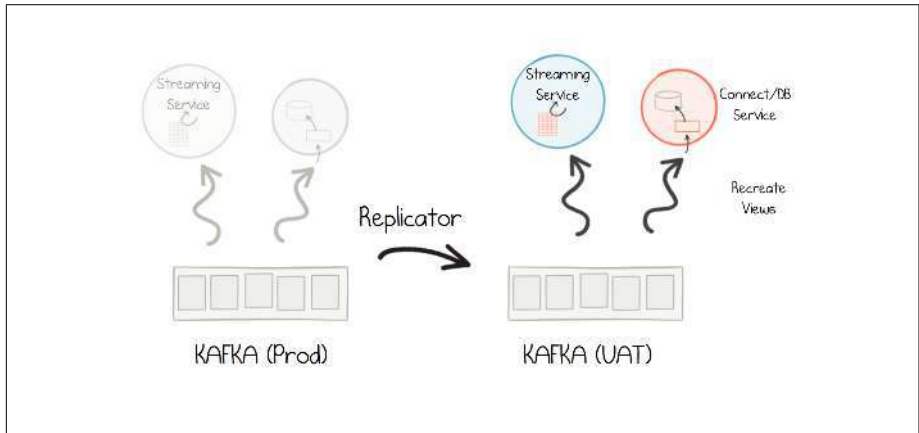 Streaming
Service
Streaming
Service
Connect/DB
Service
Recreate
Views
Replicator
KAFKA (Prod)
KAFKA (UAT)